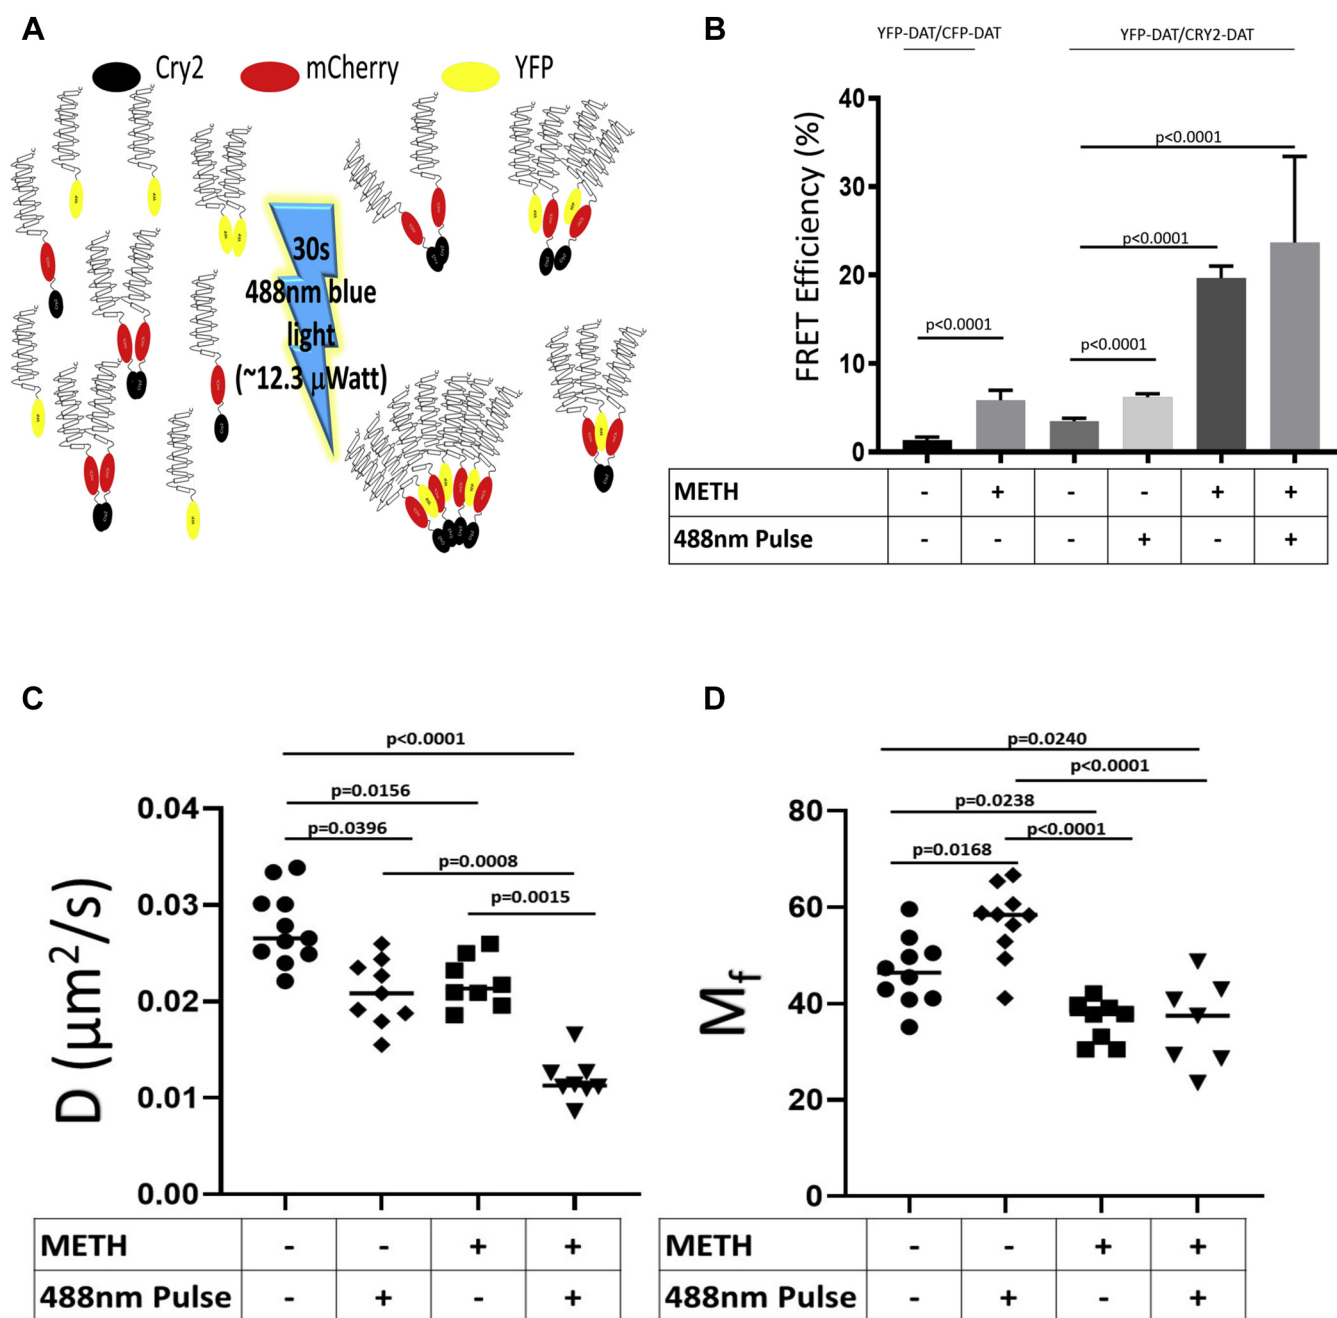 A
Cry2 mCherry YFP
30s
488nm blue
light
(~12.3 µWatt)
B
YFP-DAT/CFP-DAT YFP-DAT/CRY2-DAT
FRET Efficiency (%)
40
30
20
10
0
p<0.0001
p<0.0001
p<0.0001
p<0.0001
METH - + - - + +
488nm Pulse - - - + - +
C
D (µm²/s)
0.04
0.03
0.02
0.01
0.00
p<0.0001
p=0.0156
p=0.0396
p=0.0008
p=0.0015
METH - - + +
488nm Pulse - + - +
D
Mf
80
60
40
20
0
p=0.0240
p<0.0001
p=0.0238
p<0.0001
p=0.0168
METH - - + +
488nm Pulse - + - +